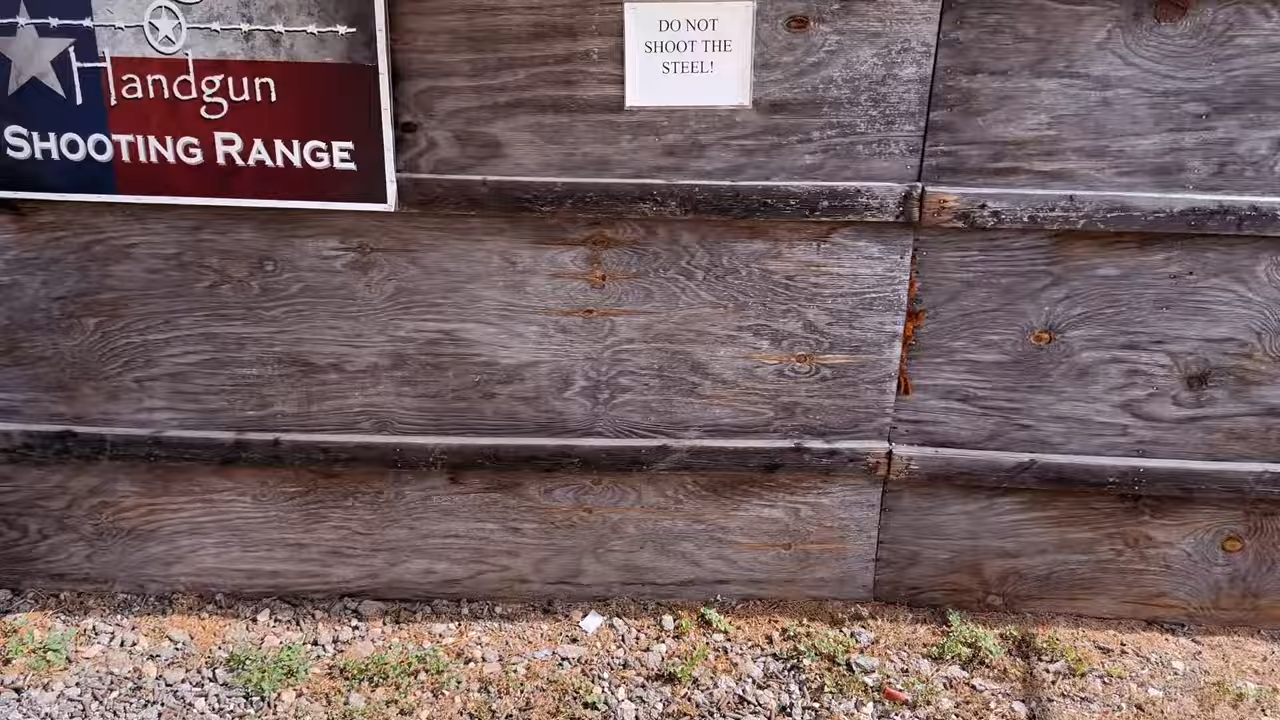 Handgun
SHOOTING RANGE
DO NOT
SHOOT THE
STEEL!